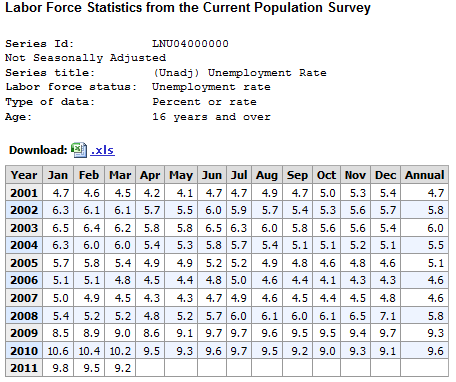 Labor Force Statistics from the Current Population Survey
Series Id: LNU04000000
Not Seasonally Adjusted
Series title: (Unadj) Unemployment Rate
Labor force status: Unemployment rate
Type of data: Percent or rate
Age: 16 years and over
Download: .xls
Year Jan Feb Mar Apr May Jun Jul Aug Sep Oct Nov Dec Annual
2001 4.7 4.6 4.5 4.2 4.1 4.7 4.7 4.9 4.7 5.0 5.3 5.4 4.7
2002 6.3 6.1 6.1 5.7 5.5 6.0 5.9 5.7 5.4 5.3 5.6 5.7 5.8
2003 6.5 6.4 6.2 5.8 5.8 6.5 6.3 6.0 5.8 5.6 5.6 5.4 6.0
2004 6.3 6.0 6.0 5.4 5.3 5.8 5.7 5.4 5.1 5.1 5.2 5.1 5.5
2005 5.7 5.8 5.4 4.9 4.9 5.2 5.2 4.9 4.8 4.6 4.8 4.6 5.1
2006 5.1 5.1 4.8 4.5 4.4 4.8 5.0 4.6 4.4 4.1 4.3 4.3 4.6
2007 5.0 4.9 4.5 4.3 4.3 4.7 4.9 4.6 4.5 4.4 4.5 4.8 4.6
2008 5.4 5.2 5.2 4.8 5.2 5.7 6.0 6.1 6.0 6.1 6.5 7.1 5.8
2009 8.5 8.9 9.0 8.6 9.1 9.7 9.7 9.6 9.5 9.5 9.4 9.7 9.3
2010 10.6 10.4 10.2 9.5 9.3 9.6 9.7 9.5 9.2 9.0 9.3 9.1 9.6
2011 9.8 9.5 9.2